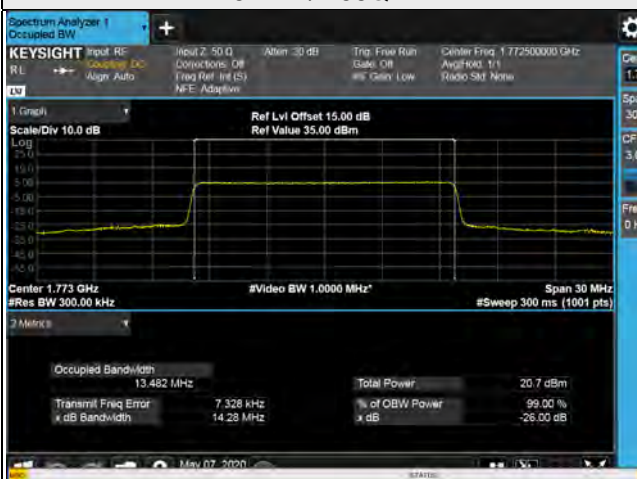 Spectrum Analyzer 1
Occupied BW
+
KEYSIGHT Input: RF
Coupling: DC
Align: Auto
Input Z: 50 Ω
Corrections: Off
Freq Ref: Int (S)
NFE: Adaptive
Atten: 30 dB
Trig: Free Run
Gate: Off
#IF Gain: Low
Center Freq: 1.772500000 GHz
Avg|Hold: 1/1
Radio Std: None
RL
LW
1 Graph
Scale/Div 10.0 dB
Ref Lvl Offset 15.00 dB
Ref Value 35.00 dBm
Log
25.0
15.0
5.00
-5.00
-15.0
-25.0
-35.0
-45.0
Center 1.773 GHz
#Video BW 1.0000 MHz*
Span 30 MHz
#Res BW 300.00 kHz
#Sweep 300 ms (1001 pts)
2 Metrics
Occupied Bandwidth
13.482 MHz
Total Power 20.7 dBm
Transmit Freq Error 7.328 kHz
% of OBW Power 99.00 %
x dB Bandwidth 14.28 MHz
x dB -26.00 dB
May 07, 2020
STATUS